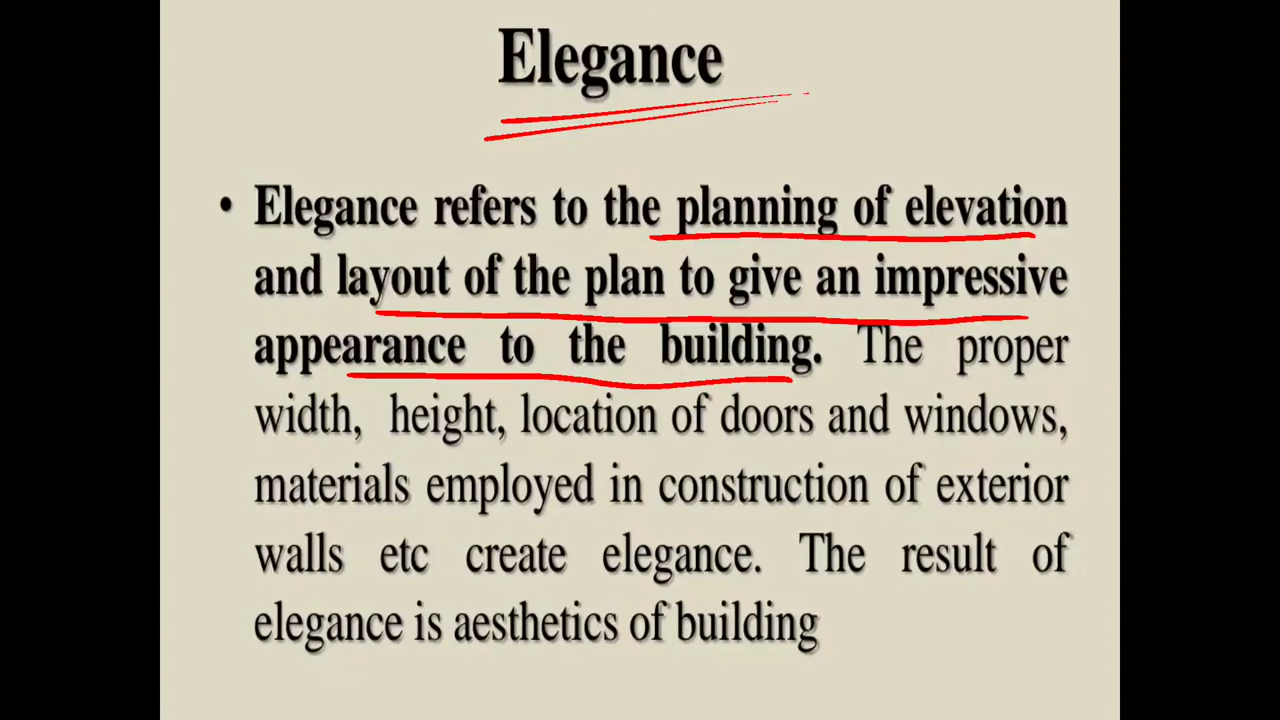 Elegance
• Elegance refers to the planning of elevation
and layout of the plan to give an impressive
appearance to the building. The proper
width, height, location of doors and windows,
materials employed in construction of exterior
walls etc create elegance. The result of
elegance is aesthetics of building